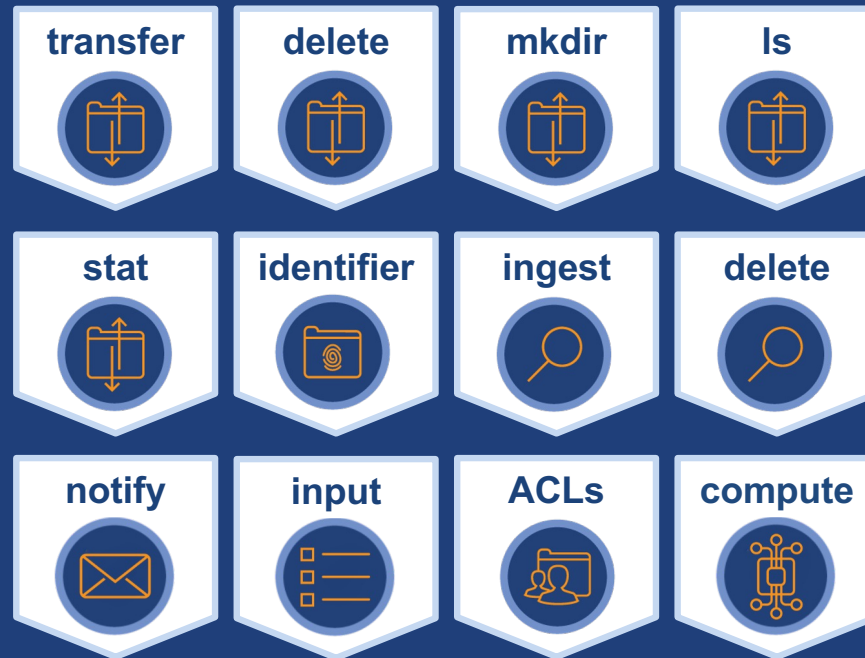 transfer delete mkdir ls
stat identifier ingest delete
notify input ACLs compute